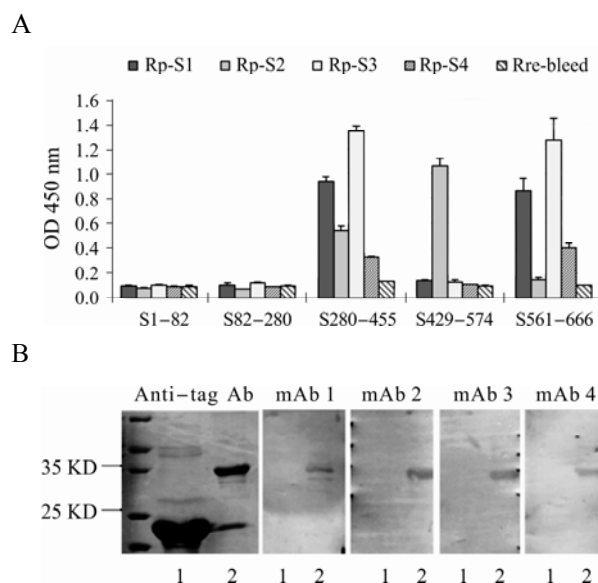 A
Rp-S1 Rp-S2 Rp-S3 Rp-S4 Rre-bleed
OD 450 nm
1.6
1.4
1.2
1.0
0.8
0.6
0.4
0.2
0.0
S1−82 S82−280 S280−455 S429−574 S561−666
B
Anti−tag Ab mAb 1 mAb 2 mAb 3 mAb 4
35 KD
25 KD
1 2 1 2 1 2 1 2 1 2